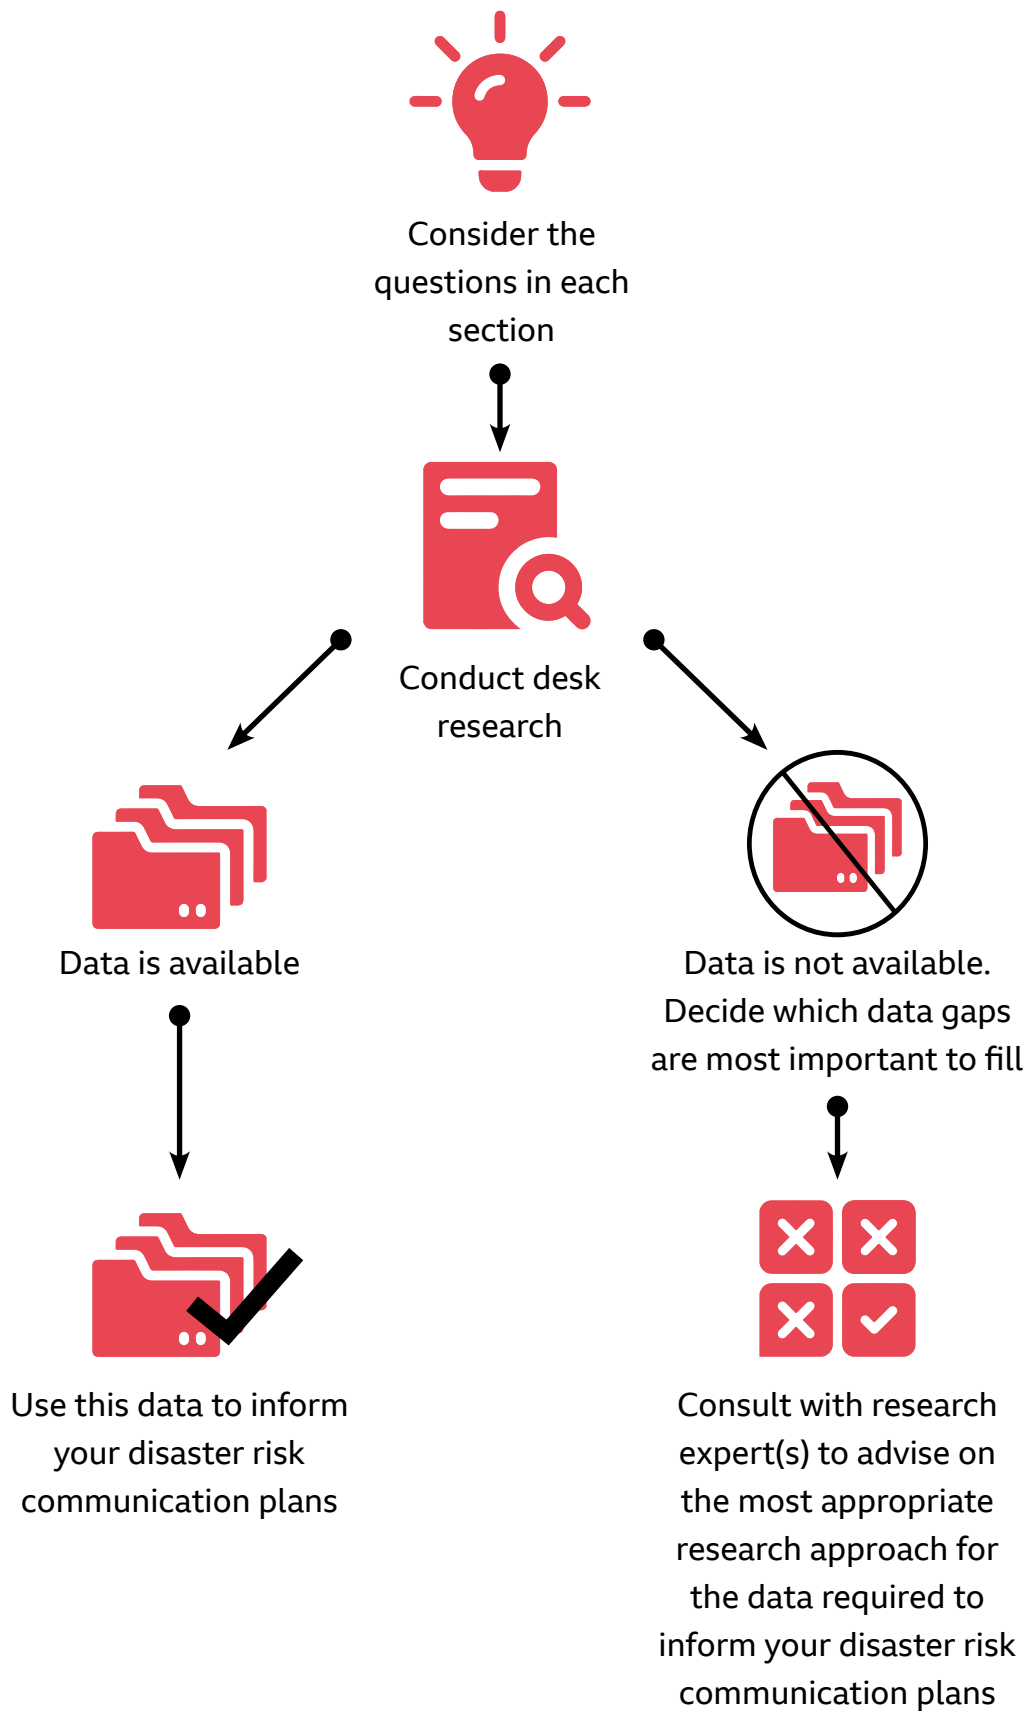 Consider the
questions in each
section
Conduct desk
research
Data is available
Data is not available.
Decide which data gaps
are most important to fill
Use this data to inform
your disaster risk
communication plans
Consult with research
expert(s) to advise on
the most appropriate
research approach for
the data required to
inform your disaster risk
communication plans